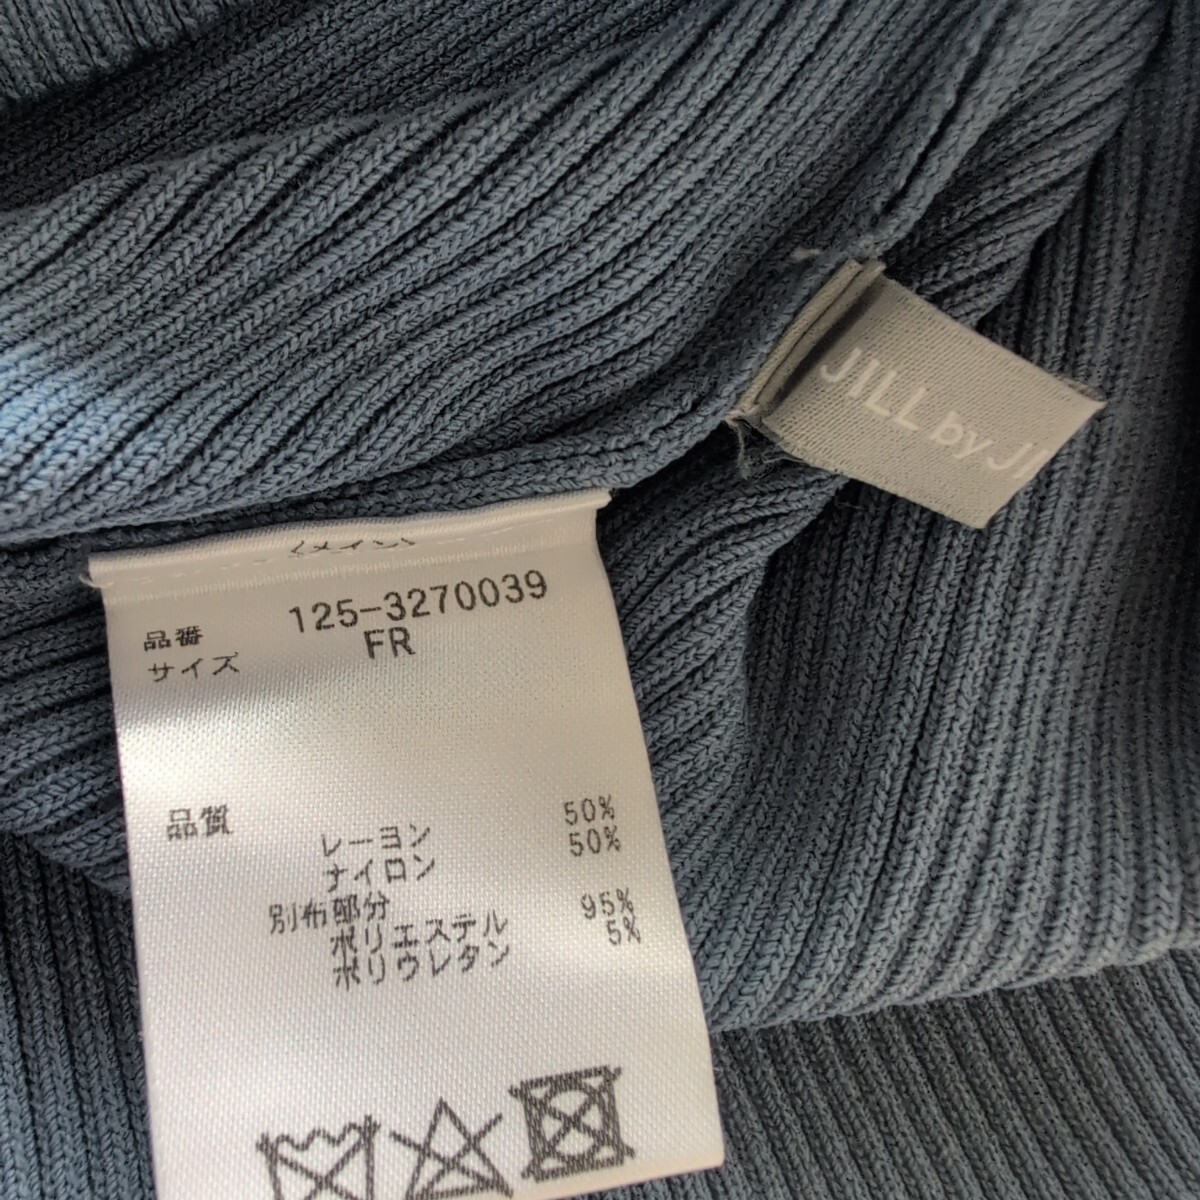 JILL by JI
(メイン)
品番 125-3270039
サイズ FR
品質
レーヨン 50%
ナイロン 50%
別布部分
ポリエステル 95%
ポリウレタン 5%